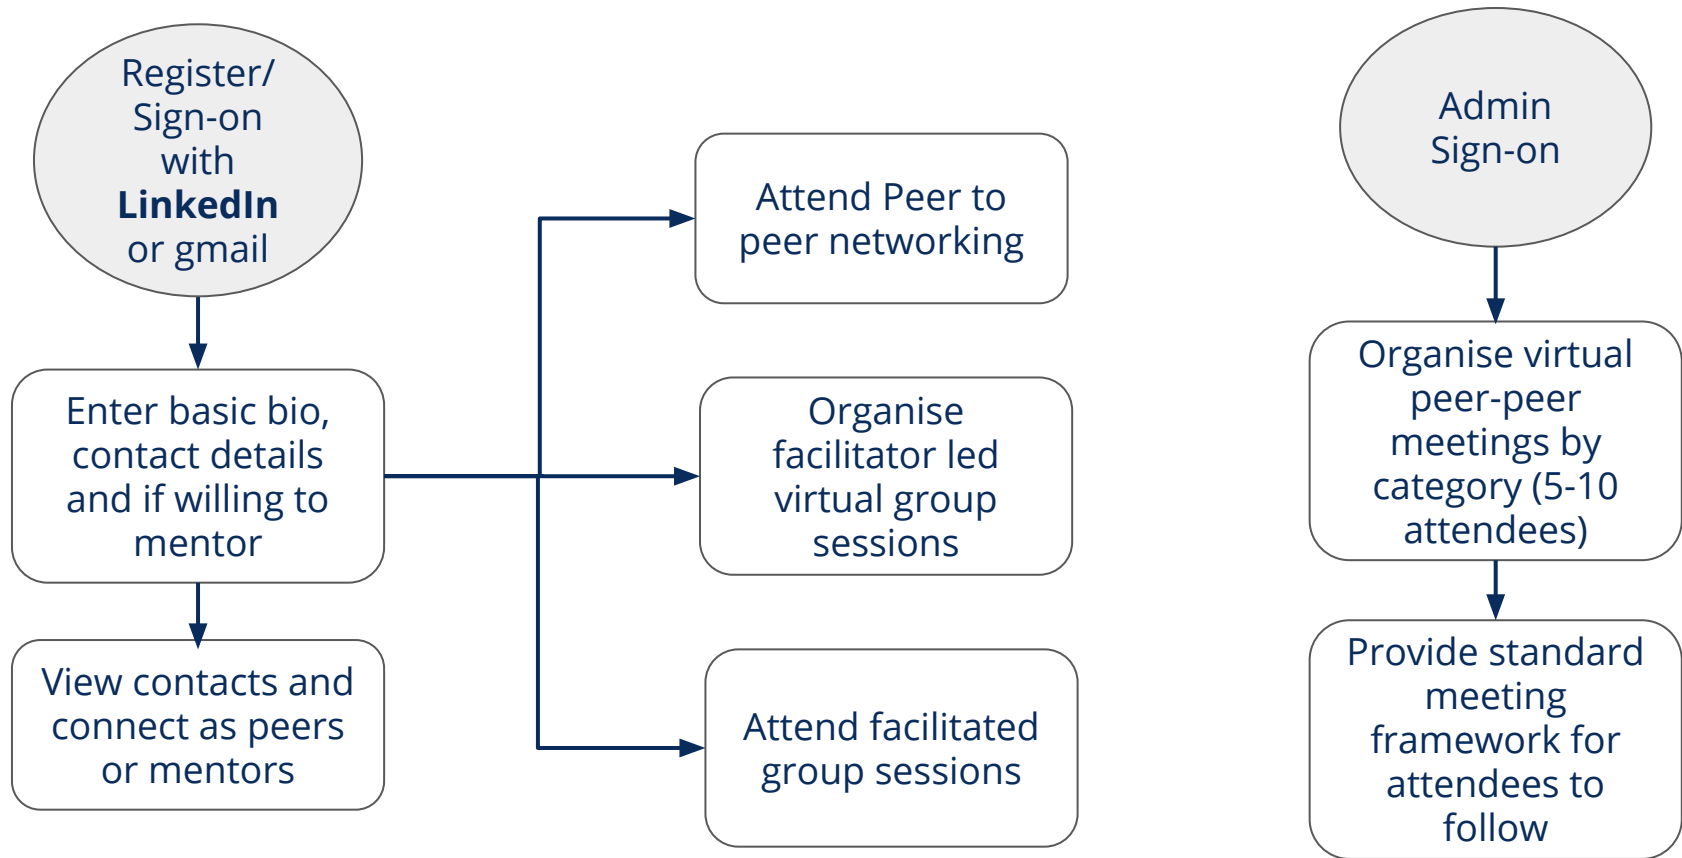 Register/
Sign-on
with
LinkedIn
or gmail
Enter basic bio,
contact details
and if willing to
mentor
View contacts and
connect as peers
or mentors
Attend Peer to
peer networking
Organise
facilitator led
virtual group
sessions
Attend facilitated
group sessions
Admin
Sign-on
Organise virtual
peer-peer
meetings by
category (5-10
attendees)
Provide standard
meeting
framework for
attendees to
follow